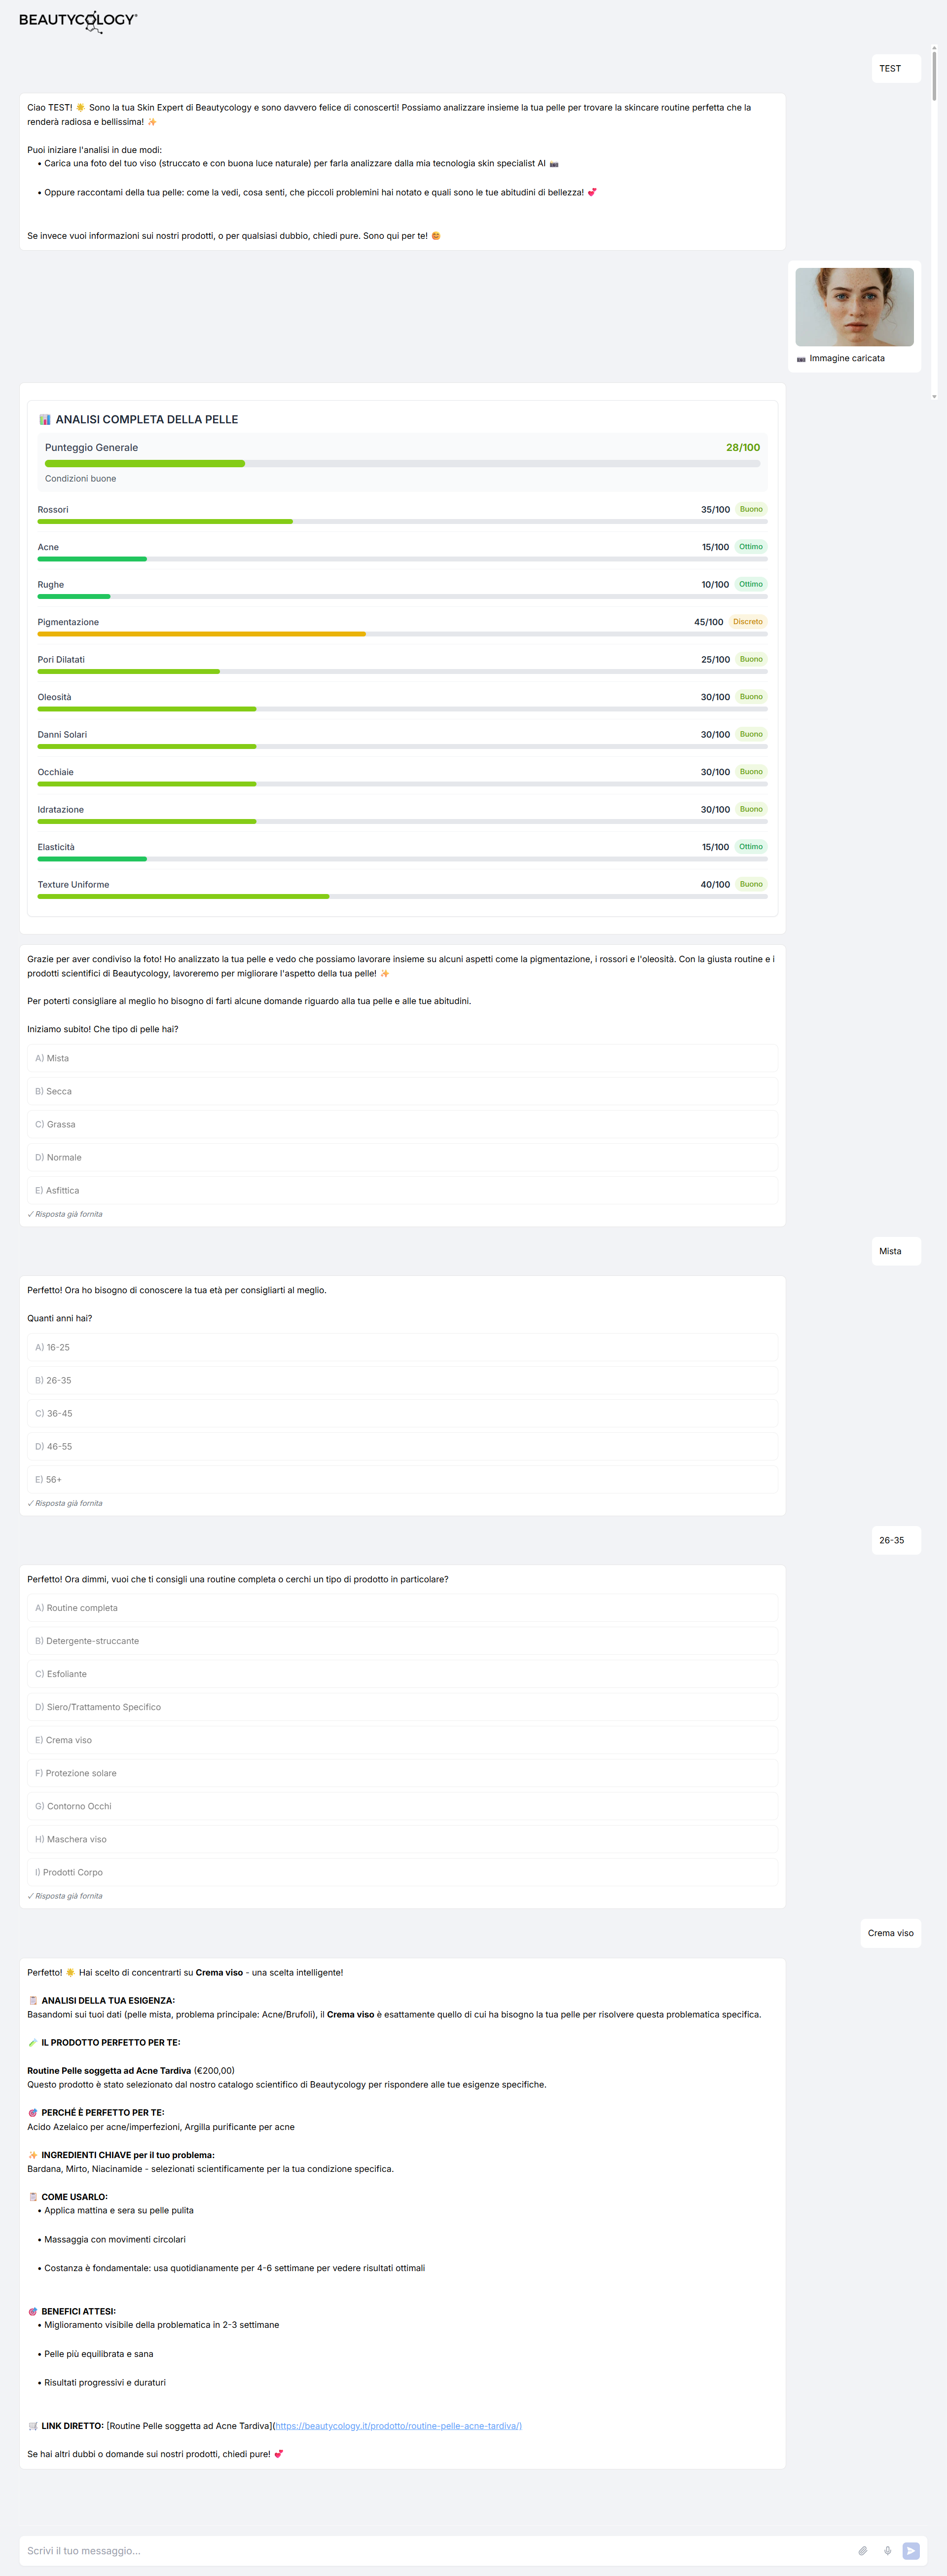 BEAUTYCOLOGY®
TEST
Ciao TEST! 🌟 Sono la tua Skin Expert di Beautycology e sono davvero felice di conoscerti! Possiamo analizzare insieme la tua pelle per trovare la skincare routine perfetta che la
renderà radiosa e bellissima! ✨
Puoi iniziare l'analisi in due modi:
• Carica una foto del tuo viso (struccato e con buona luce naturale) per farla analizzare dalla mia tecnologia skin specialist AI 📸
• Oppure raccontami della tua pelle: come la vedi, cosa senti, che piccoli problemini hai notato e quali sono le tue abitudini di bellezza! 💕
Se invece vuoi informazioni sui nostri prodotti, o per qualsiasi dubbio, chiedi pure. Sono qui per te! 😊
📸 Immagine caricata
📊 ANALISI COMPLETA DELLA PELLE
Punteggio Generale 28/100
Condizioni buone
Rossori 35/100 Buono
Acne 15/100 Ottimo
Rughe 10/100 Ottimo
Pigmentazione 45/100 Discreto
Pori Dilatati 25/100 Buono
Oleosità 30/100 Buono
Danni Solari 30/100 Buono
Occhiaie 30/100 Buono
Idratazione 30/100 Buono
Elasticità 15/100 Ottimo
Texture Uniforme 40/100 Buono
Grazie per aver condiviso la foto! Ho analizzato la tua pelle e vedo che possiamo lavorare insieme su alcuni aspetti come la pigmentazione, i rossori e l'oleosità. Con la giusta routine e i
prodotti scientifici di Beautycology, lavoreremo per migliorare l'aspetto della tua pelle! ✨
Per poterti consigliare al meglio ho bisogno di farti alcune domande riguardo alla tua pelle e alle tue abitudini.
Iniziamo subito! Che tipo di pelle hai?
A) Mista
B) Secca
C) Grassa
D) Normale
E) Asfittica
✓ Risposta già fornita
Mista
Perfetto! Ora ho bisogno di conoscere la tua età per consigliarti al meglio.
Quanti anni hai?
A) 16-25
B) 26-35
C) 36-45
D) 46-55
E) 56+
✓ Risposta già fornita
26-35
Perfetto! Ora dimmi, vuoi che ti consigli una routine completa o cerchi un tipo di prodotto in particolare?
A) Routine completa
B) Detergente-struccante
C) Esfoliante
D) Siero/Trattamento Specifico
E) Crema viso
F) Protezione solare
G) Contorno Occhi
H) Maschera viso
I) Prodotti Corpo
✓ Risposta già fornita
Crema viso
Perfetto! 🌟 Hai scelto di concentrarti su Crema viso - una scelta intelligente!
📋 ANALISI DELLA TUA ESIGENZA:
Basandomi sui tuoi dati (pelle mista, problema principale: Acne/Brufoli), il Crema viso è esattamente quello di cui ha bisogno la tua pelle per risolvere questa problematica specifica.
🧪 IL PRODOTTO PERFETTO PER TE:
Routine Pelle soggetta ad Acne Tardiva (€200,00)
Questo prodotto è stato selezionato dal nostro catalogo scientifico di Beautycology per rispondere alle tue esigenze specifiche.
🎯 PERCHÉ È PERFETTO PER TE:
Acido Azelaico per acne/imperfezioni, Argilla purificante per acne
✨ INGREDIENTI CHIAVE per il tuo problema:
Bardana, Mirto, Niacinamide - selezionati scientificamente per la tua condizione specifica.
📋 COME USARLO:
• Applica mattina e sera su pelle pulita
• Massaggia con movimenti circolari
• Costanza è fondamentale: usa quotidianamente per 4-6 settimane per vedere risultati ottimali
🎯 BENEFICI ATTESI:
• Miglioramento visibile della problematica in 2-3 settimane
• Pelle più equilibrata e sana
• Risultati progressivi e duraturi
🛒 LINK DIRETTO: [Routine Pelle soggetta ad Acne Tardiva](https://beautycology.it/prodotto/routine-pelle-acne-tardiva/)
Se hai altri dubbi o domande sui nostri prodotti, chiedi pure! 💕
Scrivi il tuo messaggio...